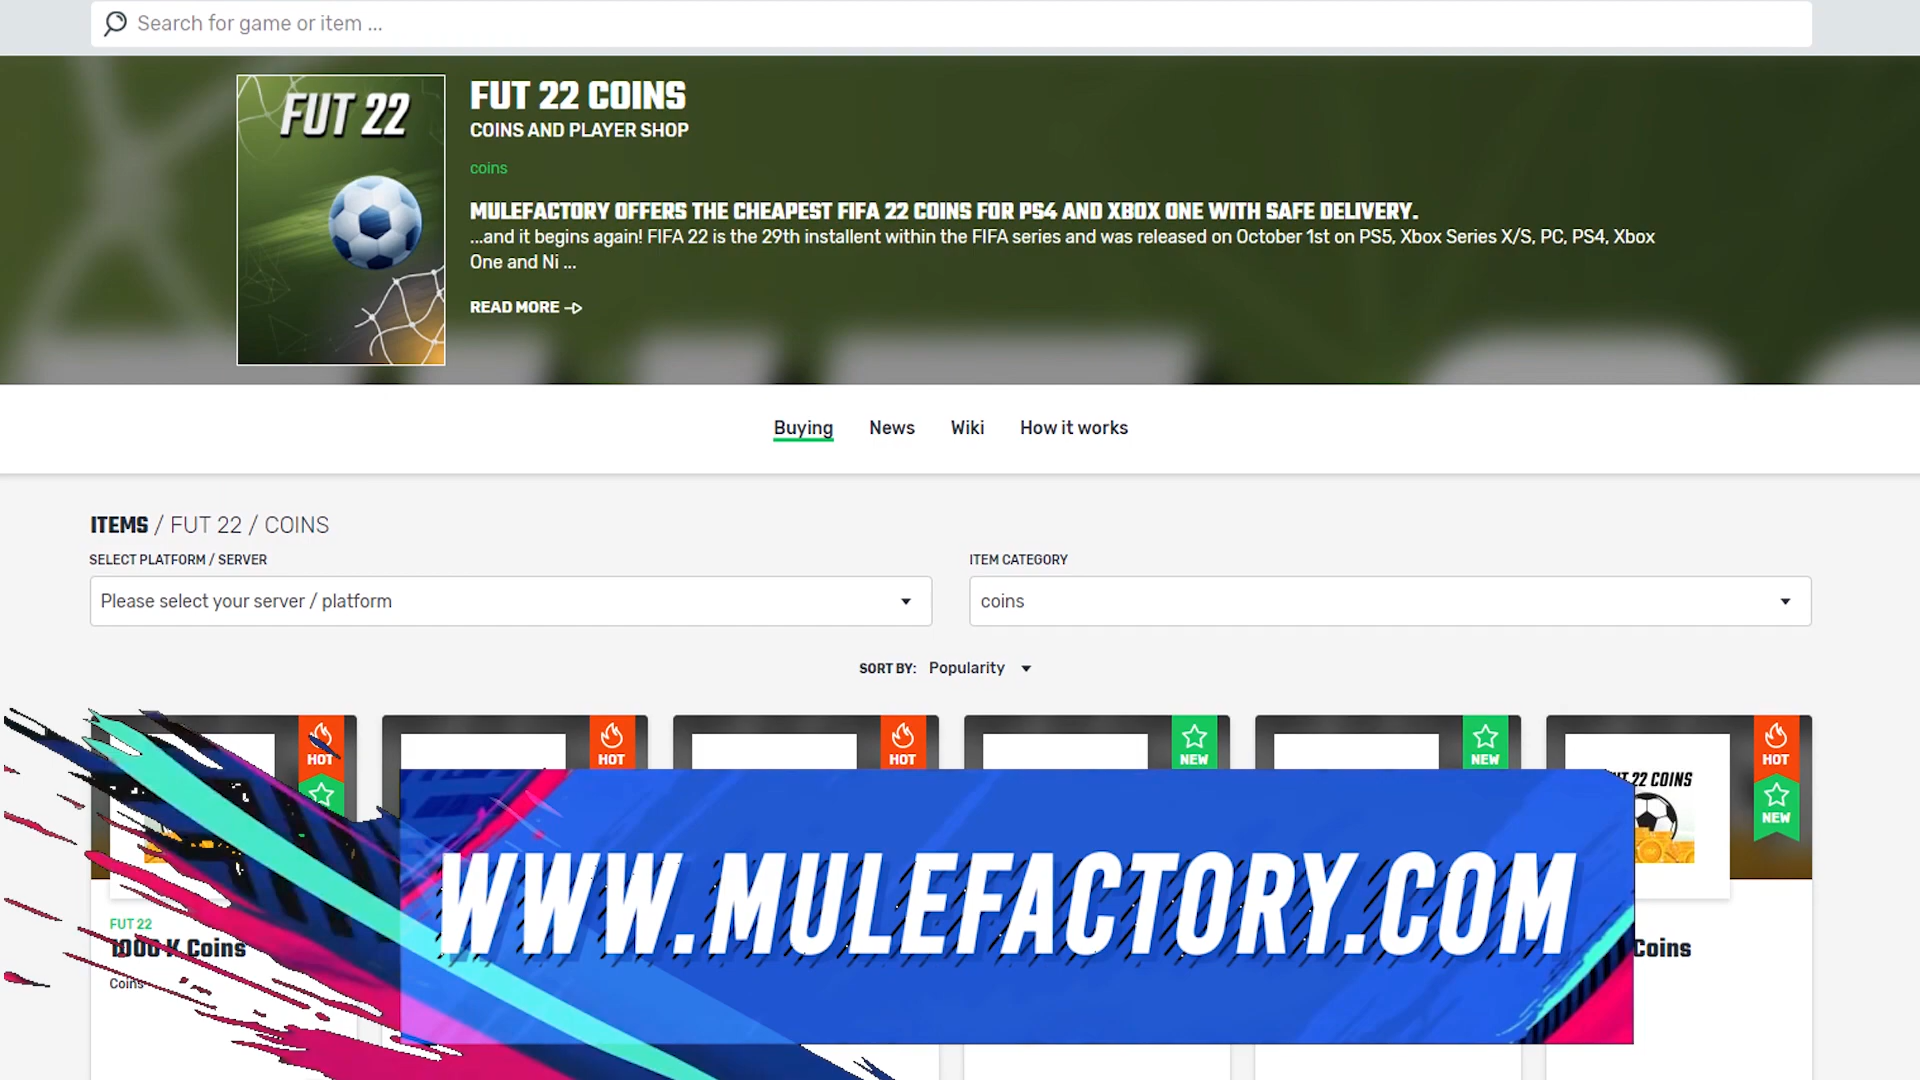 Search for game or item ...
FUT 22
FUT 22 COINS
COINS AND PLAYER SHOP
coins
MULEFACTORY OFFERS THE CHEAPEST FIFA 22 COINS FOR PS4 AND XBOX ONE WITH SAFE DELIVERY.
...and it begins again! FIFA 22 is the 29th installent within the FIFA series and was released on October 1st on PS5, Xbox Series X/S, PC, PS4, Xbox
One and Ni ...
READ MORE
Buying News Wiki How it works
ITEMS / FUT 22 / COINS
SELECT PLATFORM / SERVER ITEM CATEGORY
Please select your server / platform coins
SORT BY: Popularity
HOT HOT HOT NEW NEW HOT
22 COINS
NEW
WWW.MULEFACTORY.COM
FUT 22
1000 K Coins Coins
Coins